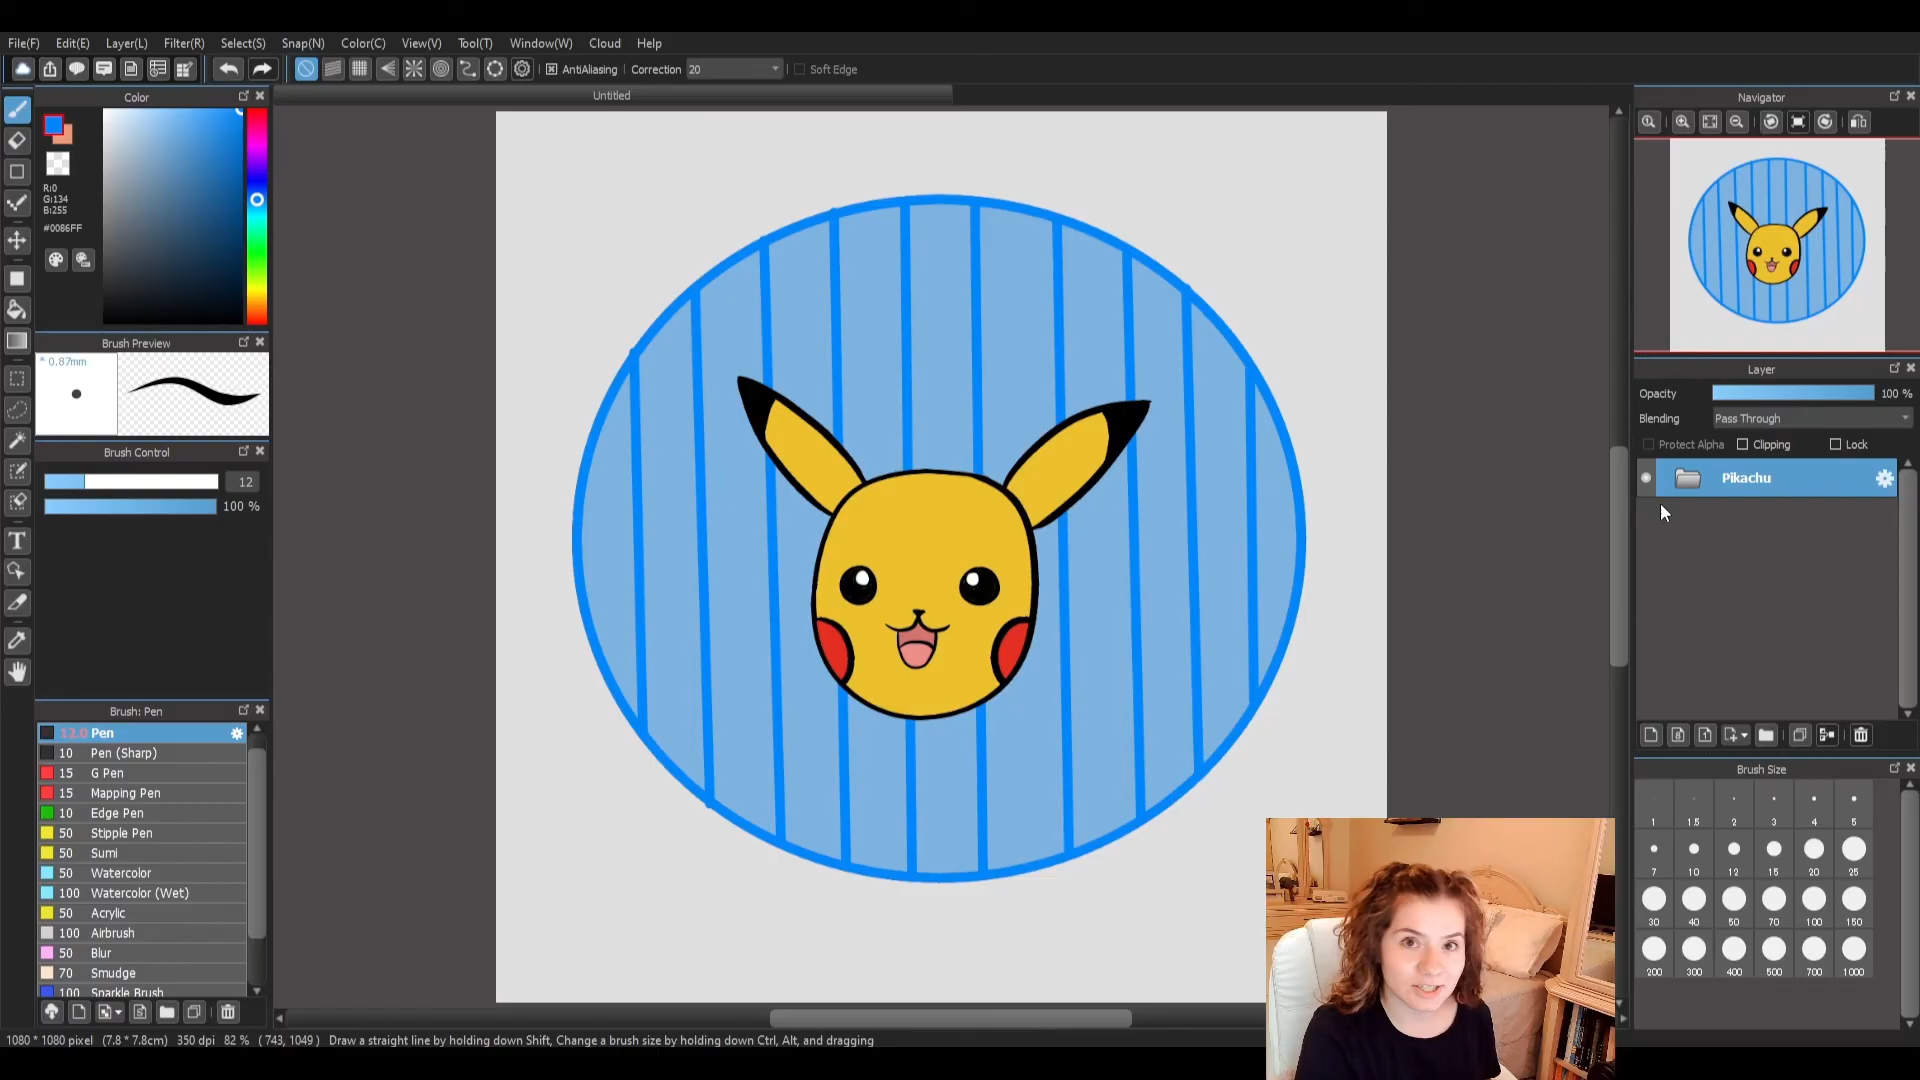 File(F) Edit(E) Layer(L) Filter(R) Select(S) Snap(N) Color(C) View(V) Tool(T) Window(W) Cloud Help
AntiAliasing Correction 20 Soft Edge
Color
Untitled
Navigator
R:0
G:134
B:255
#0086FF
Brush Preview
* 0.87mm
Brush Control
12
100 %
Layer
Opacity 100 %
Blending Pass Through
Protect Alpha Clipping Lock
Pikachu
Brush: Pen
12.0 Pen
10 Pen (Sharp)
15 G Pen
15 Mapping Pen
10 Edge Pen
50 Stipple Pen
50 Sumi
50 Watercolor
100 Watercolor (Wet)
50 Acrylic
100 Airbrush
50 Blur
70 Smudge
100 Sparkle Brush
Brush Size
1 1.5 2 3 4 5
7 10 12 15 20 25
30 40 50 70 100 150
200 300 400 500 700 1000
1080 * 1080 pixel (7.8 * 7.8cm) 350 dpi 82 % ( 743, 1049 ) Draw a straight line by holding down Shift, Change a brush size by holding down Ctrl, Alt, and dragging